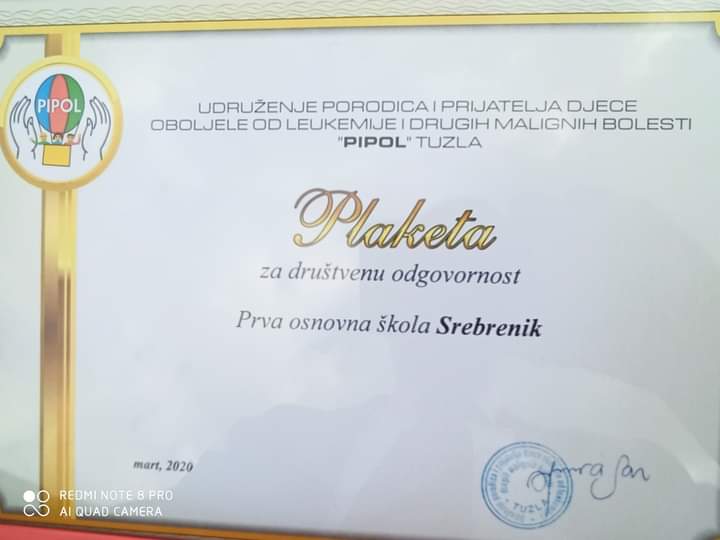 PIPOL
UDRUŽENJE PORODICA I PRIJATELJA DJECE
OBOLJELE OD LEUKEMIJE I DRUGIH MALIGNIH BOLESTI
"PIPOL" TUZLA
Plaketa
za društvenu odgovornost
Prva osnovna škola Srebrenik
mart, 2020
TUZLA
REDMI NOTE 8 PRO
AI QUAD CAMERA